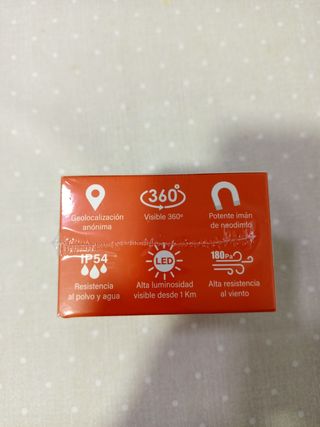 360°
Geolocalización
anónima
Visible 360º
Potente imán
de neodimio
IP54
LED
180Pa
Resistencia
al polvo y agua
Alta luminosidad
visible desde 1 Km
Alta resistencia
al viento